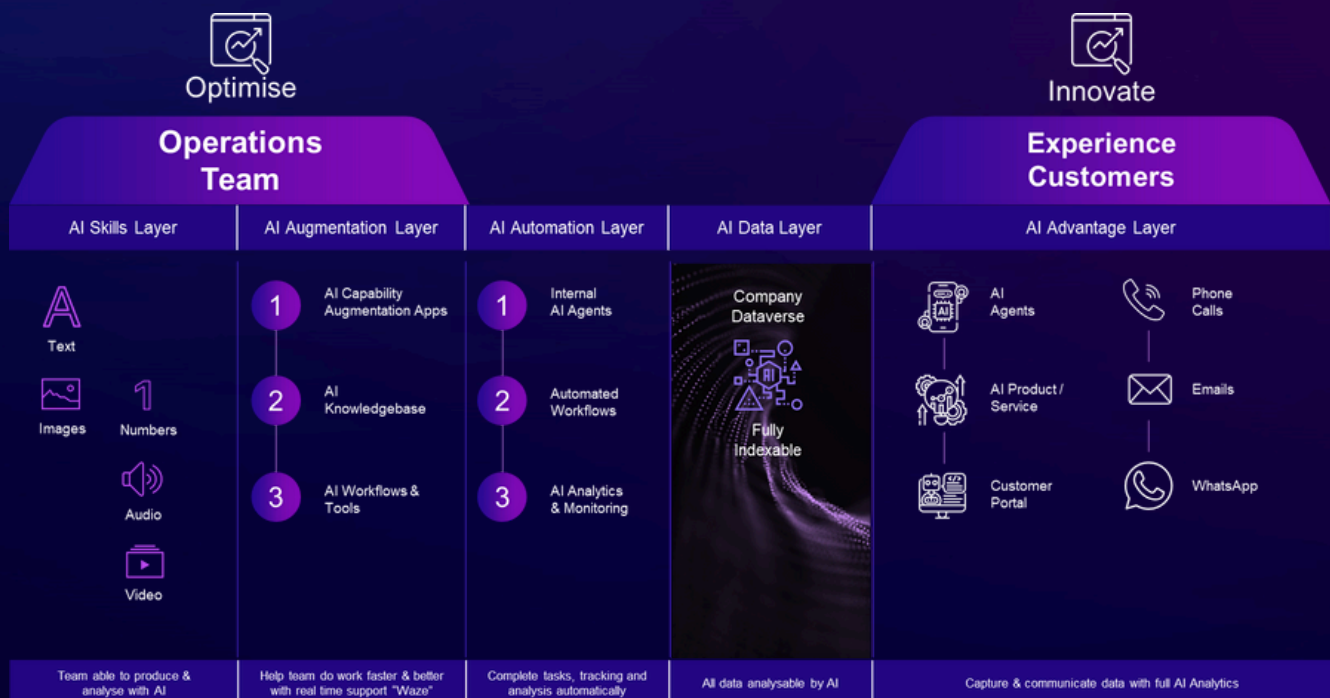 Optimise
Innovate
Operations
Team
Experience
Customers
AI Skills Layer
AI Augmentation Layer
AI Automation Layer
AI Data Layer
AI Advantage Layer
A
Text
Images
1
Numbers
Audio
Video
1
AI Capability
Augmentation Apps
2
AI
Knowledgebase
3
AI Workflows &
Tools
1
Internal
AI Agents
2
Automated
Workflows
3
AI Analytics
& Monitoring
Company
Dataverse
AI
Fully
Indexable
AI
AI
Agents
AI Product /
Service
Customer
Portal
Phone
Calls
Emails
WhatsApp
Team able to produce &
analyse with AI
Help team do work faster & better
with real time support "Waze"
Complete tasks, tracking and
analysis automatically
All data analysable by AI
Capture & communicate data with full AI Analytics